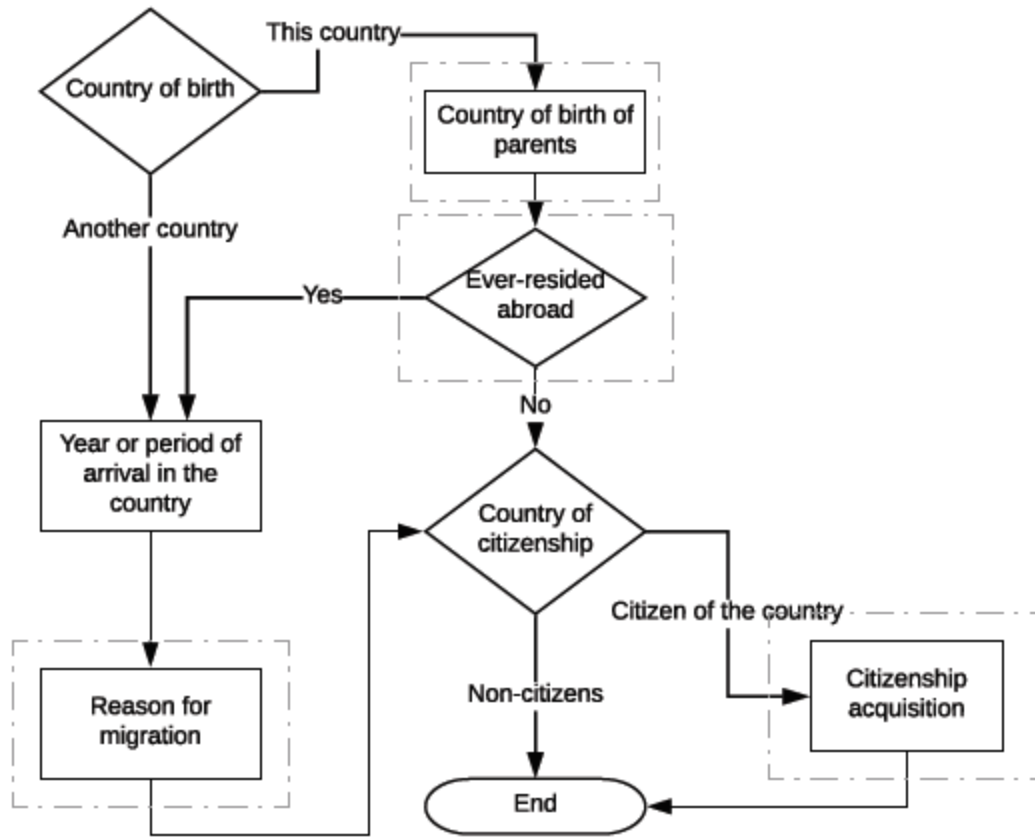 This country
Country of birth
Country of birth of
parents
Another country
Ever-resided
abroad
Yes
No
Year or period of
arrival in the
country
Country of
citizenship
Citizen of the country
Reason for
migration
Non-citizens
Citizenship
acquisition
End